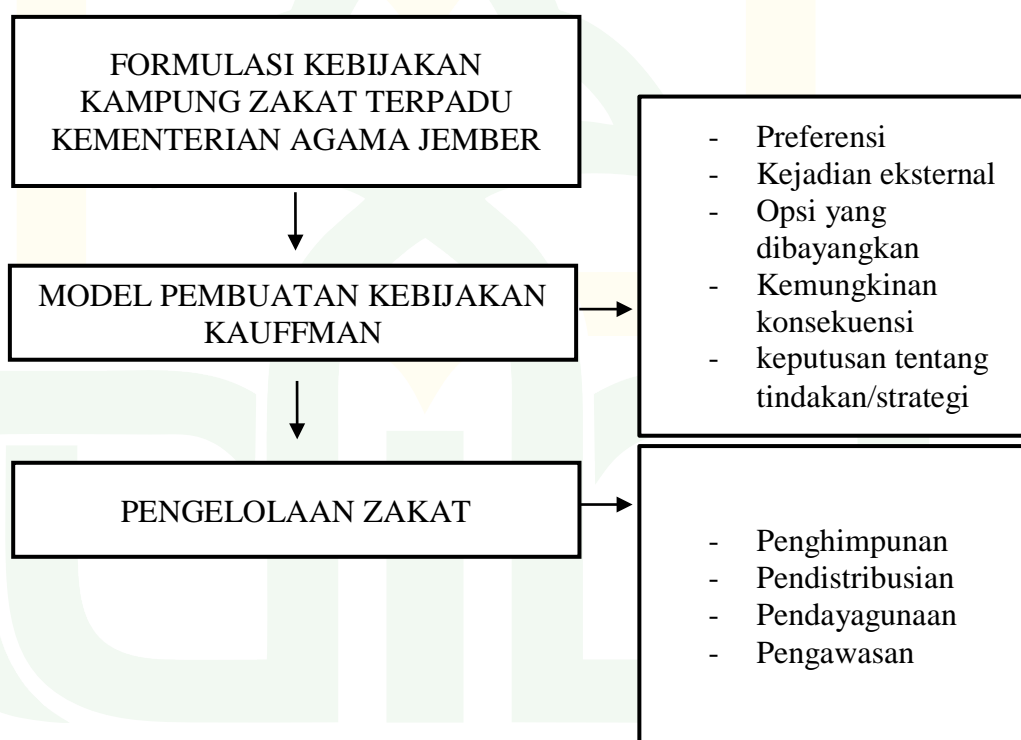 FORMULASI KEBIJAKAN
KAMPUNG ZAKAT TERPADU
KEMENTERIAN AGAMA JEMBER
MODEL PEMBUATAN KEBIJAKAN
KAUFFMAN
- Preferensi
- Kejadian eksternal
- Opsi yang
dibayangkan
- Kemungkinan
konsekuensi
- keputusan tentang
tindakan/strategi
PENGELOLAAN ZAKAT
- Penghimpunan
- Pendistribusian
- Pendayagunaan
- Pengawasan